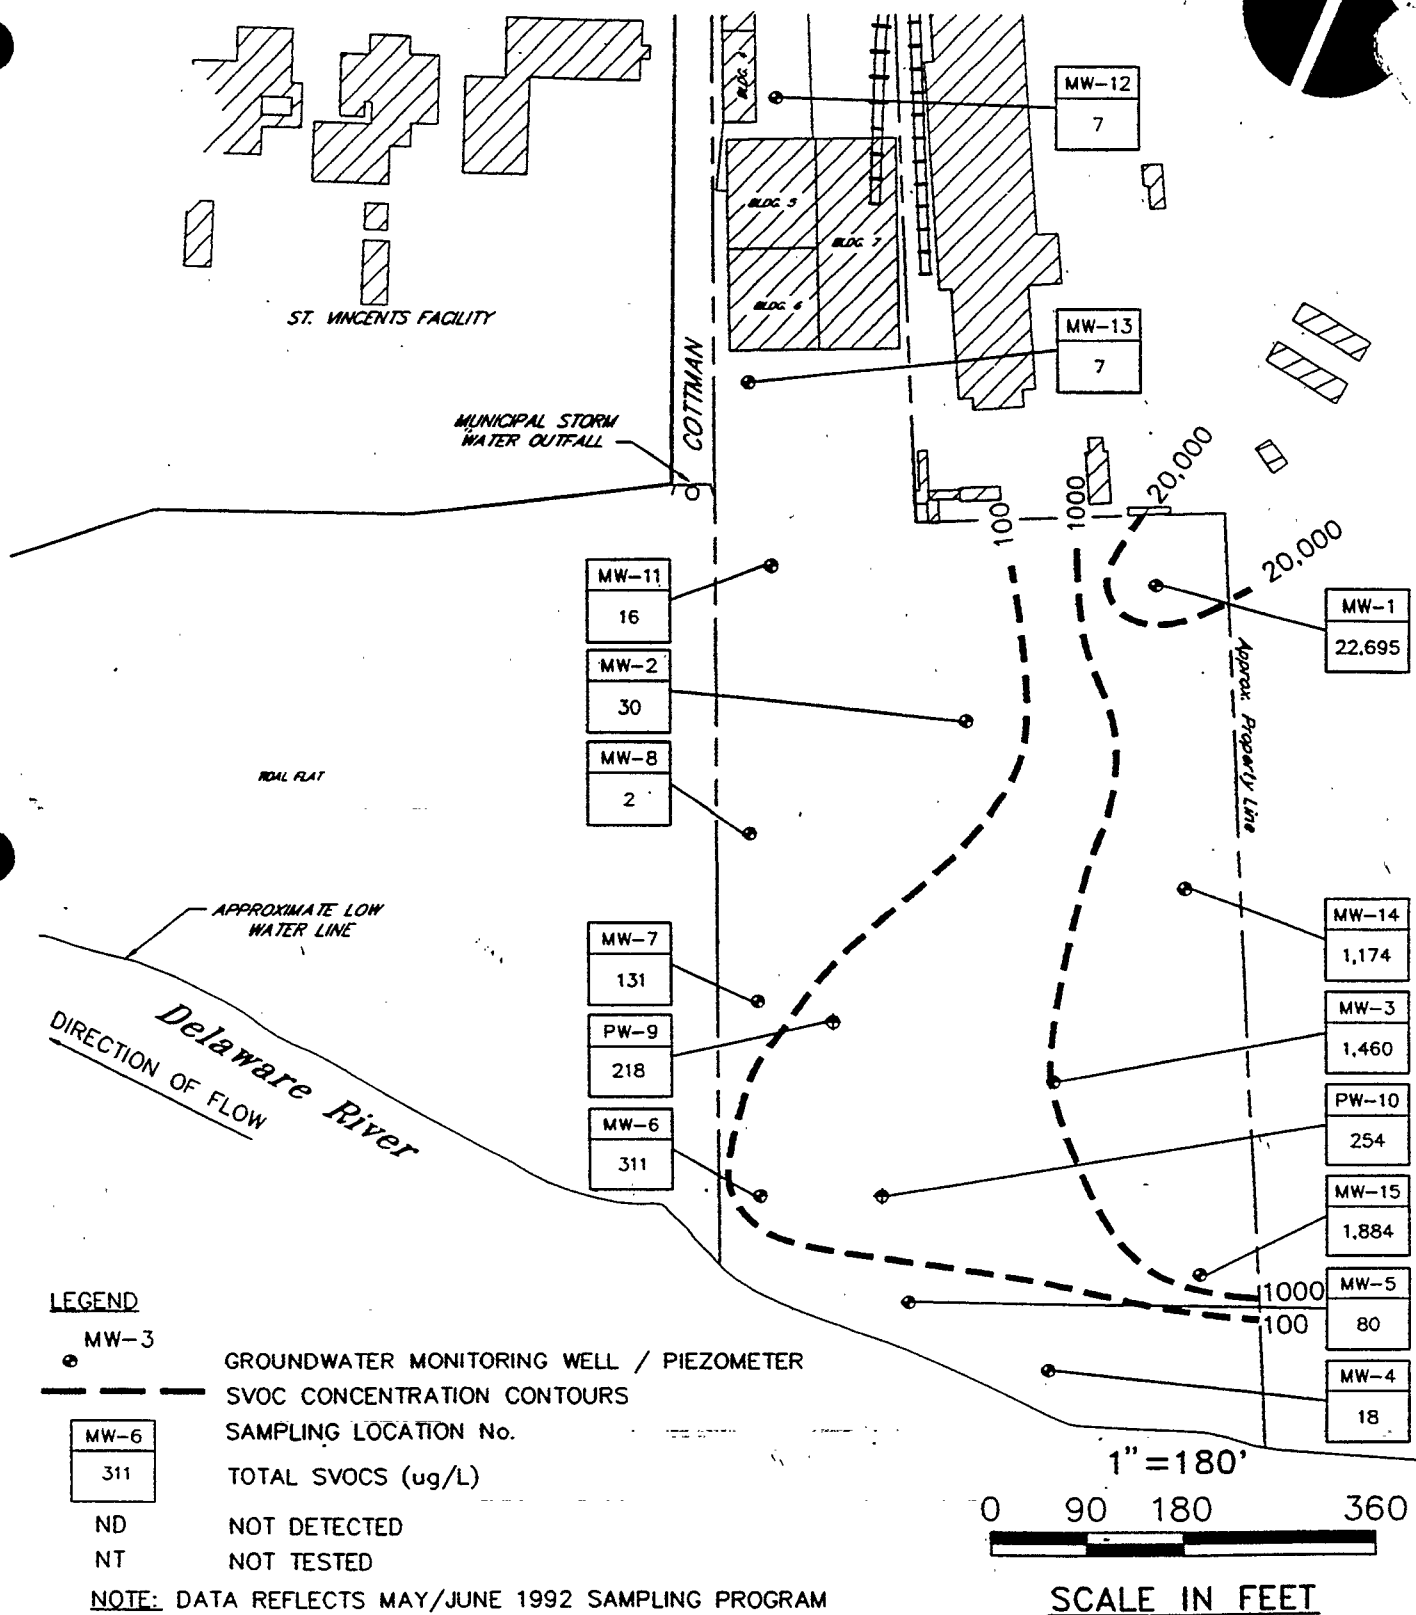 BLDG. 4
MW-12
7
BLDG. 5
BLDG. 7
BLDG. 6
ST. VINCENTS FACILITY
MW-13
7
COTTMAN
MUNICIPAL STORM
WATER OUTFALL
20,000
1000
100
20,000
MW-11
16
MW-1
22,695
MW-2
30
Approx. Property Line
MW-8
2
TIDAL FLAT
APPROXIMATE LOW
WATER LINE
MW-7
131
MW-14
1,174
Delaware River
DIRECTION OF FLOW
PW-9
218
MW-3
1,460
MW-6
311
PW-10
254
MW-15
1,884
1000
100
MW-5
80
MW-4
18
LEGEND
MW-3
GROUNDWATER MONITORING WELL / PIEZOMETER
SVOC CONCENTRATION CONTOURS
MW-6
311
SAMPLING LOCATION No.
TOTAL SVOCS (ug/L)
ND NOT DETECTED
NT NOT TESTED
NOTE: DATA REFLECTS MAY/JUNE 1992 SAMPLING PROGRAM
1"=180'
0 90 180 360
SCALE IN FEET